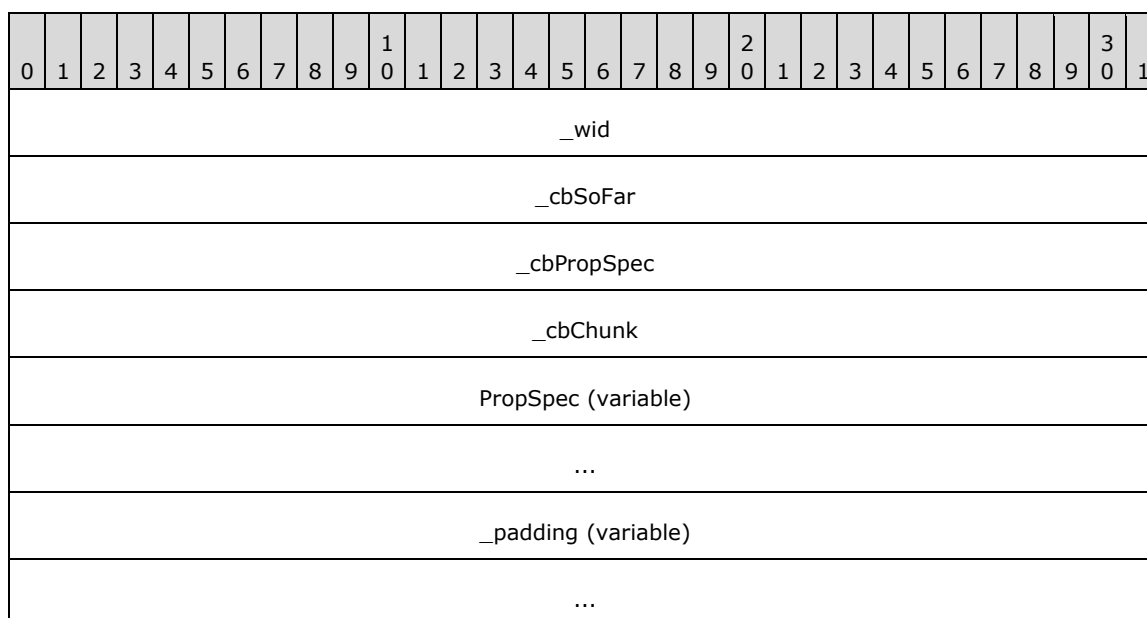 1 2 3
0 1 2 3 4 5 6 7 8 9 0 1 2 3 4 5 6 7 8 9 0 1 2 3 4 5 6 7 8 9 0 1
_wid
_cbSoFar
_cbPropSpec
_cbChunk
PropSpec (variable)
...
_padding (variable)
...